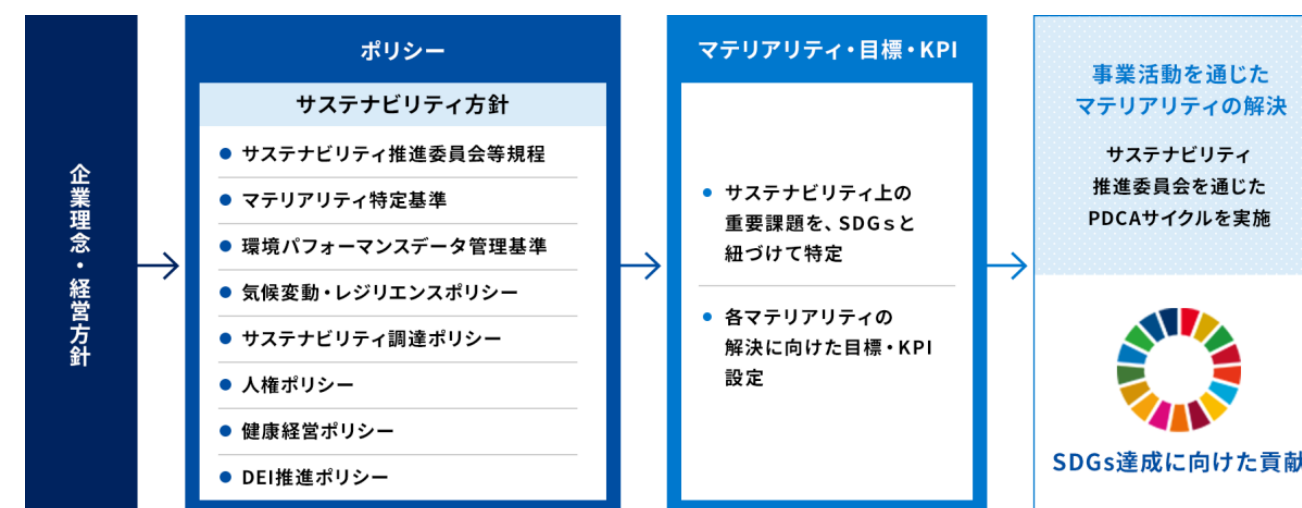 企業理念・経営方針
ポリシー
サステナビリティ方針
サステナビリティ推進委員会等規程
マテリアリティ特定基準
環境パフォーマンスデータ管理基準
気候変動・レジリエンスポリシー
サステナビリティ調達ポリシー
人権ポリシー
健康経営ポリシー
DEI推進ポリシー
マテリアリティ・目標・KPI
サステナビリティ上の
重要課題を、SDGsと
紐づけて特定
各マテリアリティの
解決に向けた目標・KPI
設定
事業活動を通じた
マテリアリティの解決
サステナビリティ
推進委員会を通じた
PDCAサイクルを実施
SDGs達成に向けた貢献